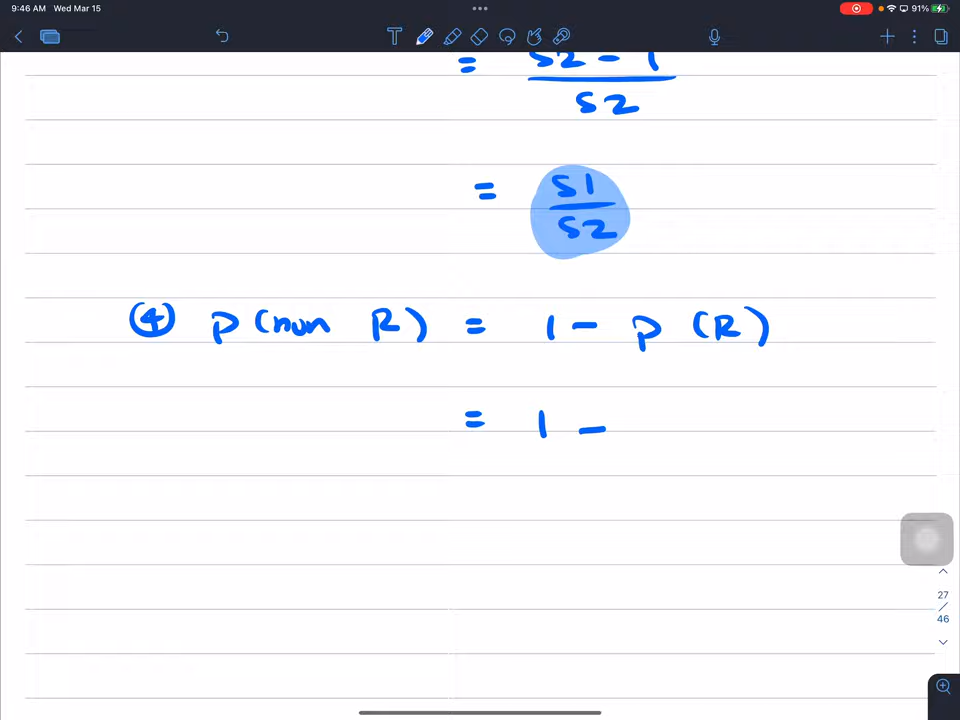 9:46 AM Wed Mar 15
91%
= 52 - 1
52
= 51
52
④ P (non R) = 1 - P (R)
= 1 -
27
/
46